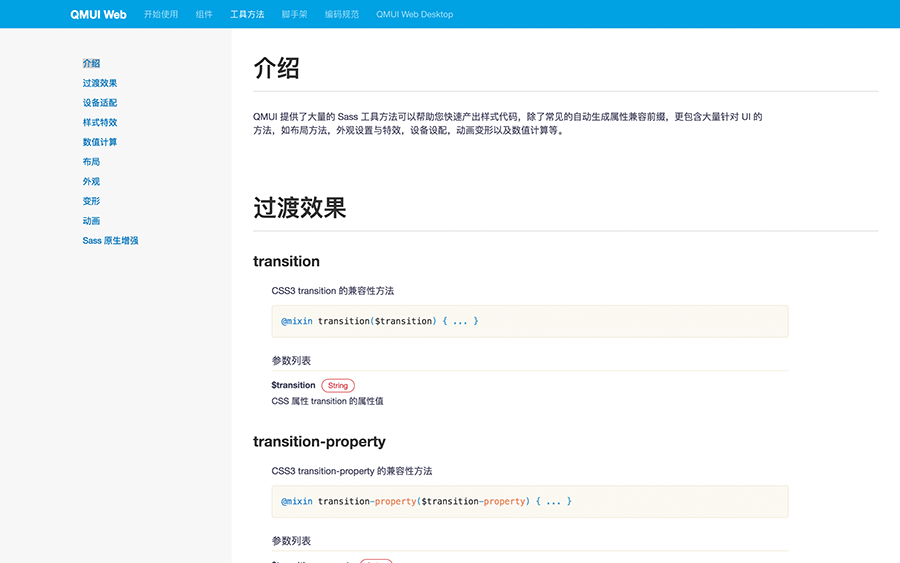 QMUI Web 开始使用 组件 工具方法 脚手架 编码规范 QMUI Web Desktop
介绍
过渡效果
设备适配
样式特效
数值计算
布局
外观
变形
动画
Sass 原生增强
介绍
QMUI 提供了大量的 Sass 工具方法可以帮助您快速产出样式代码，除了常见的自动生成属性兼容前缀，更包含大量针对 UI 的
方法，如布局方法，外观设置与特效，设备设配，动画变形以及数值计算等。
过渡效果
transition
CSS3 transition 的兼容性方法
@mixin transition($transition) { ... }
参数列表
$transition String
CSS 属性 transition 的属性值
transition-property
CSS3 transition-property 的兼容性方法
@mixin transition-property($transition-property) { ... }
参数列表